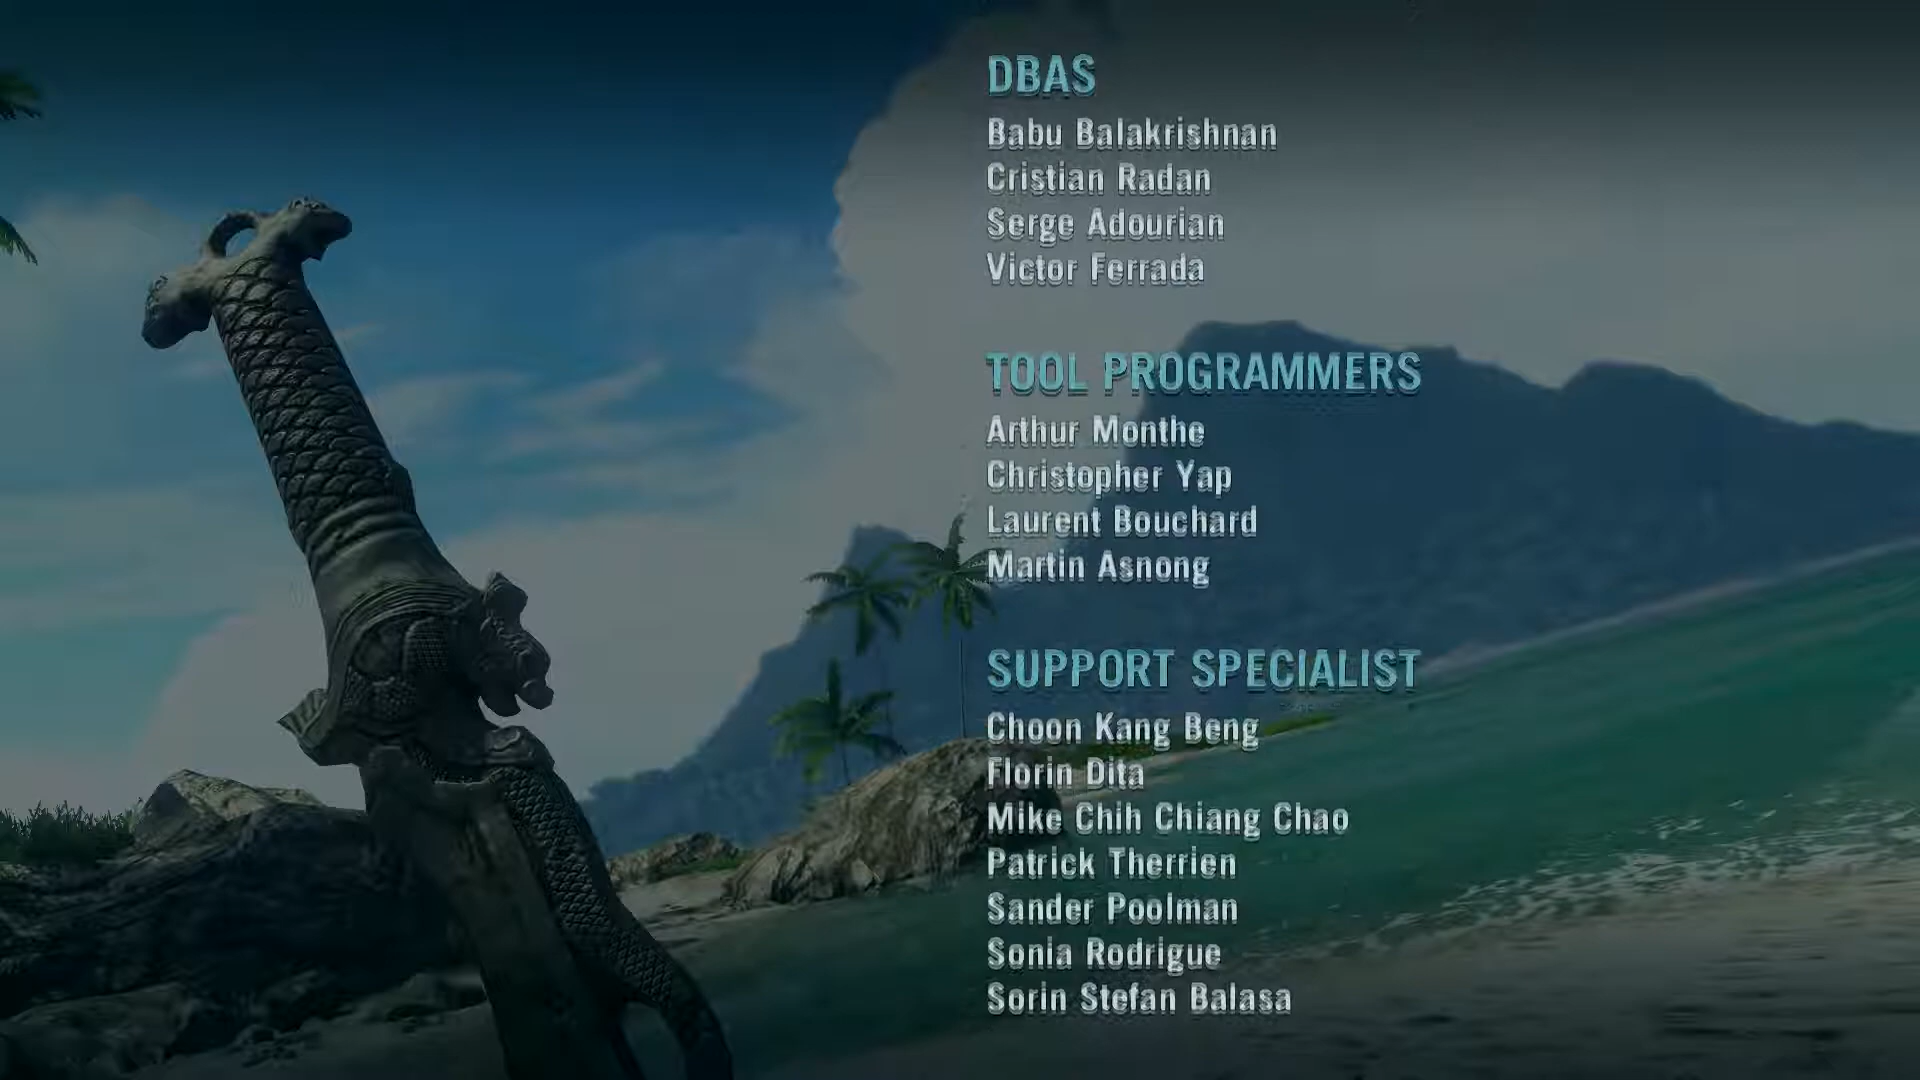 DBAS
Babu Balakrishnan
Cristian Radan
Serge Adourian
Victor Ferrada
TOOL PROGRAMMERS
Arthur Monthe
Christopher Yap
Laurent Bouchard
Martin Asnong
SUPPORT SPECIALIST
Choon Kang Beng
Florin Dita
Mike Chih Chiang Chao
Patrick Therrien
Sander Poolman
Sonia Rodrigue
Sorin Stefan Balasa